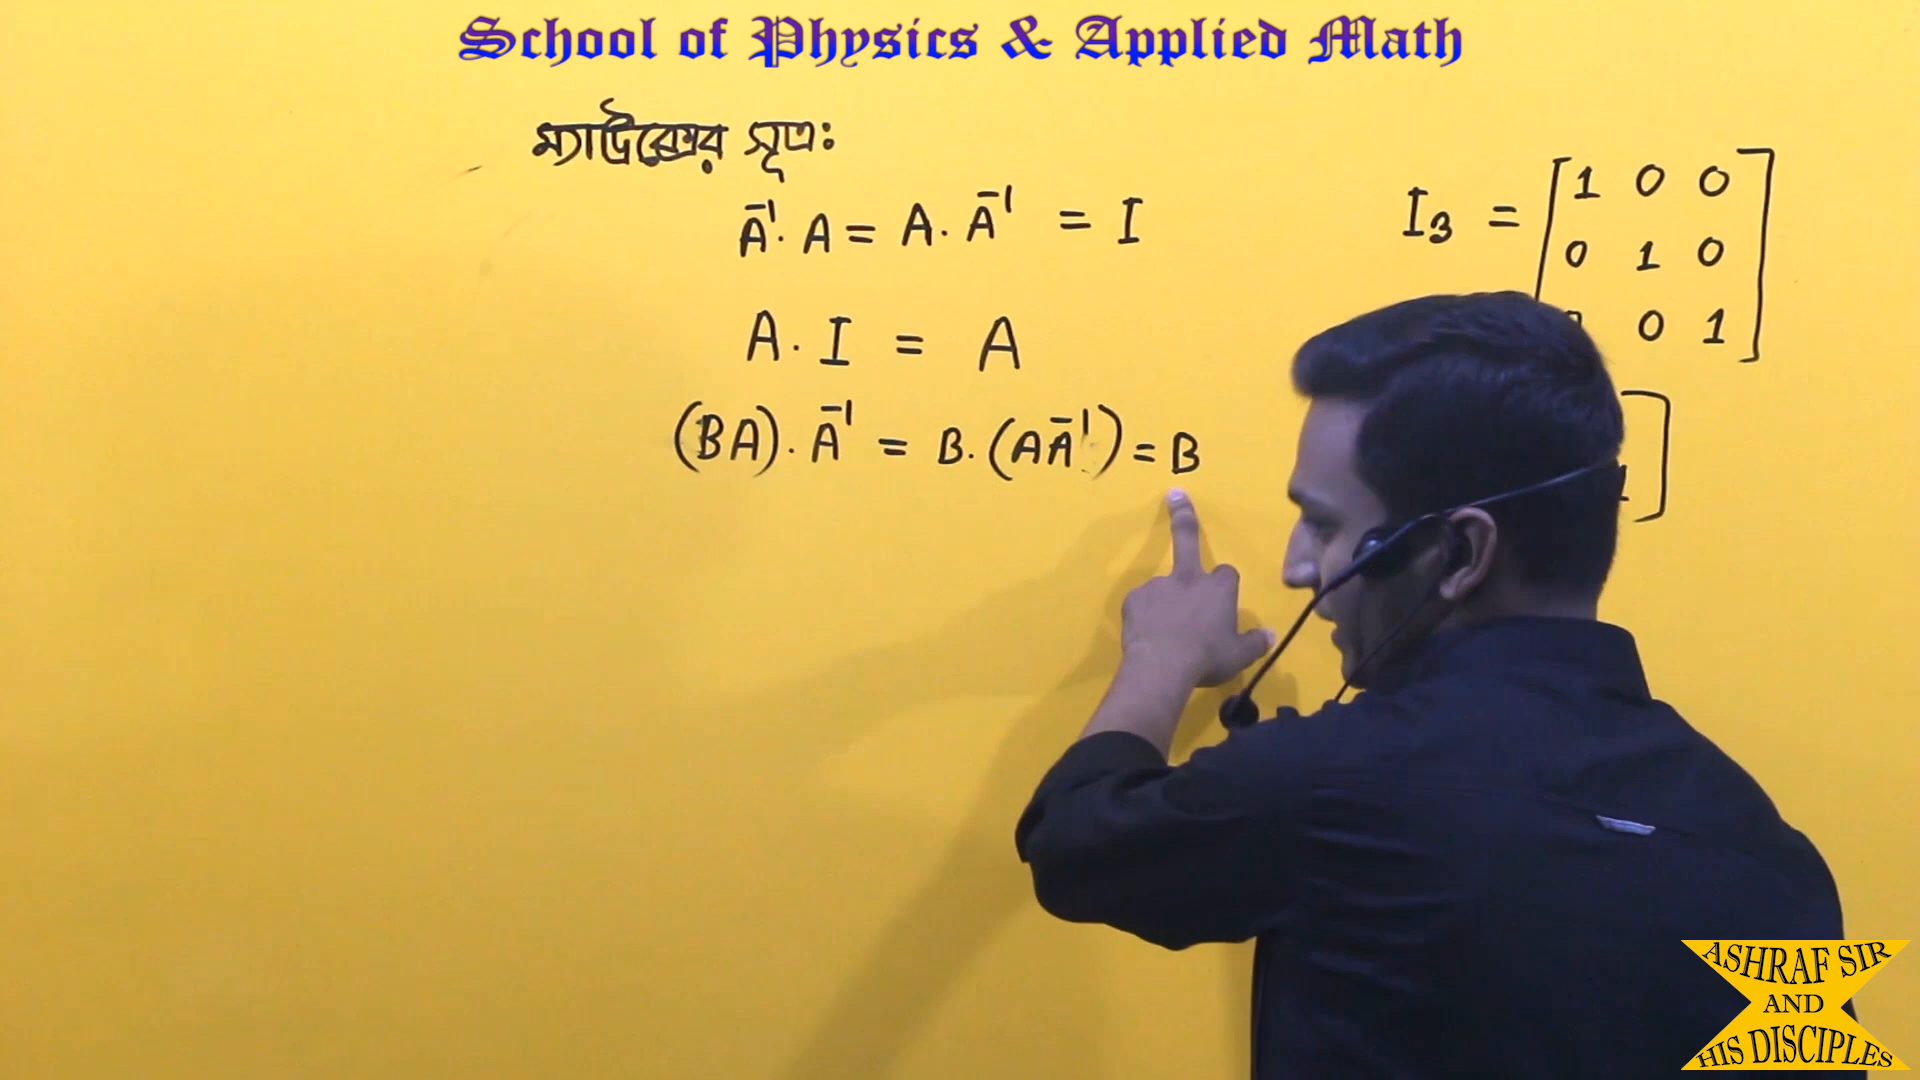 School of Physics & Applied Math
ম্যাট্রিক্সের সূত্র:
A⁻¹. A = A. A⁻¹ = I
A . I = A
(BA). A⁻¹ = B. (AA⁻¹) = B
I₃ = [1 0 0
0 1 0
0 1]
ASHRAF SIR
AND
HIS DISCIPLES